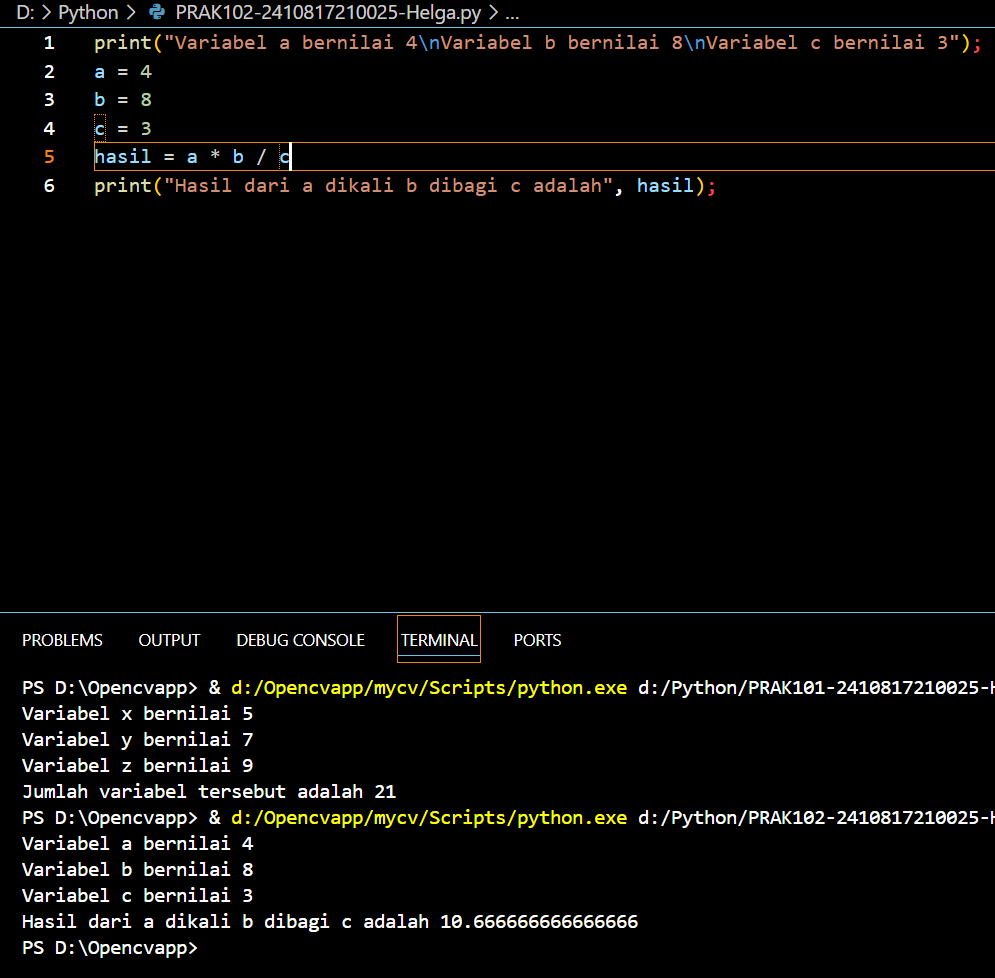 D: > Python > PRAK102-2410817210025-Helga.py > ...
1 print("Variabel a bernilai 4\nVariabel b bernilai 8\nVariabel c bernilai 3");
2 a = 4
3 b = 8
4 c = 3
5 hasil = a * b / c
6 print("Hasil dari a dikali b dibagi c adalah", hasil);
PROBLEMS OUTPUT DEBUG CONSOLE TERMINAL PORTS
PS D:\Opencvapp> & d:/Opencvapp/mycv/Scripts/python.exe d:/Python/PRAK101-2410817210025-H
Variabel x bernilai 5
Variabel y bernilai 7
Variabel z bernilai 9
Jumlah variabel tersebut adalah 21
PS D:\Opencvapp> & d:/Opencvapp/mycv/Scripts/python.exe d:/Python/PRAK102-2410817210025-H
Variabel a bernilai 4
Variabel b bernilai 8
Variabel c bernilai 3
Hasil dari a dikali b dibagi c adalah 10.666666666666666
PS D:\Opencvapp>